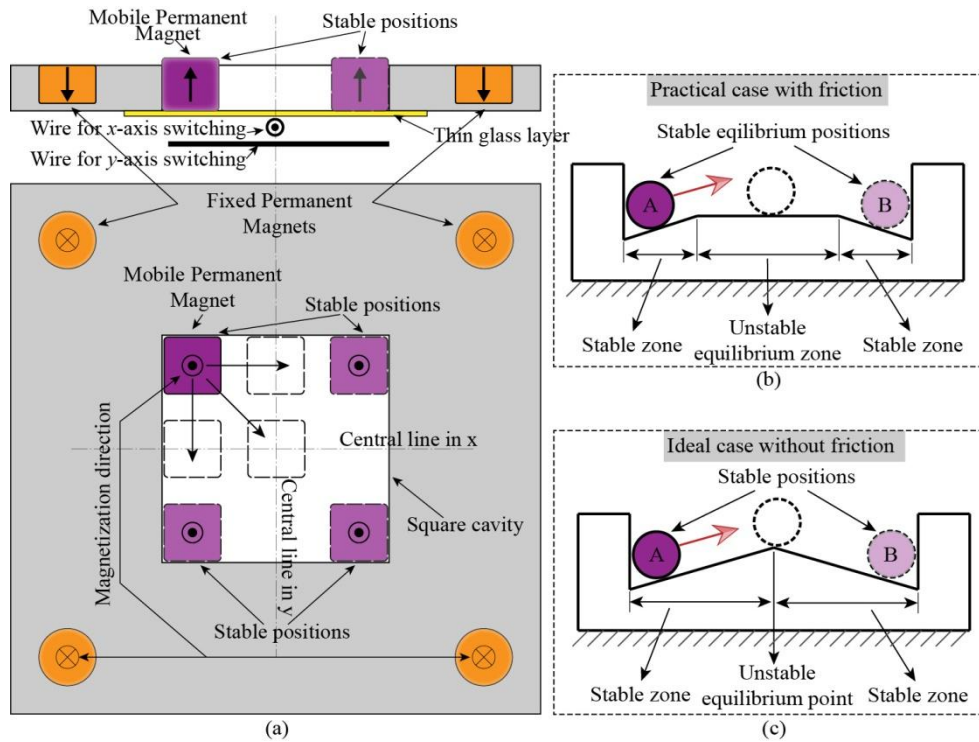 Mobile Permanent
Magnet
Stable positions
Wire for x-axis switching
Wire for y-axis switching
Thin glass layer
Fixed Permanent
Magnets
Mobile Permanent
Magnet
Stable positions
Magnetization direction
Central line in x
Central line in y
Square cavity
Stable positions
(a)
Practical case with friction
Stable eqilibrium positions
A
B
Stable zone
Unstable
equilibrium zone
Stable zone
(b)
Ideal case without friction
Stable positions
A
B
Stable zone
Unstable
equilibrium point
Stable zone
(c)